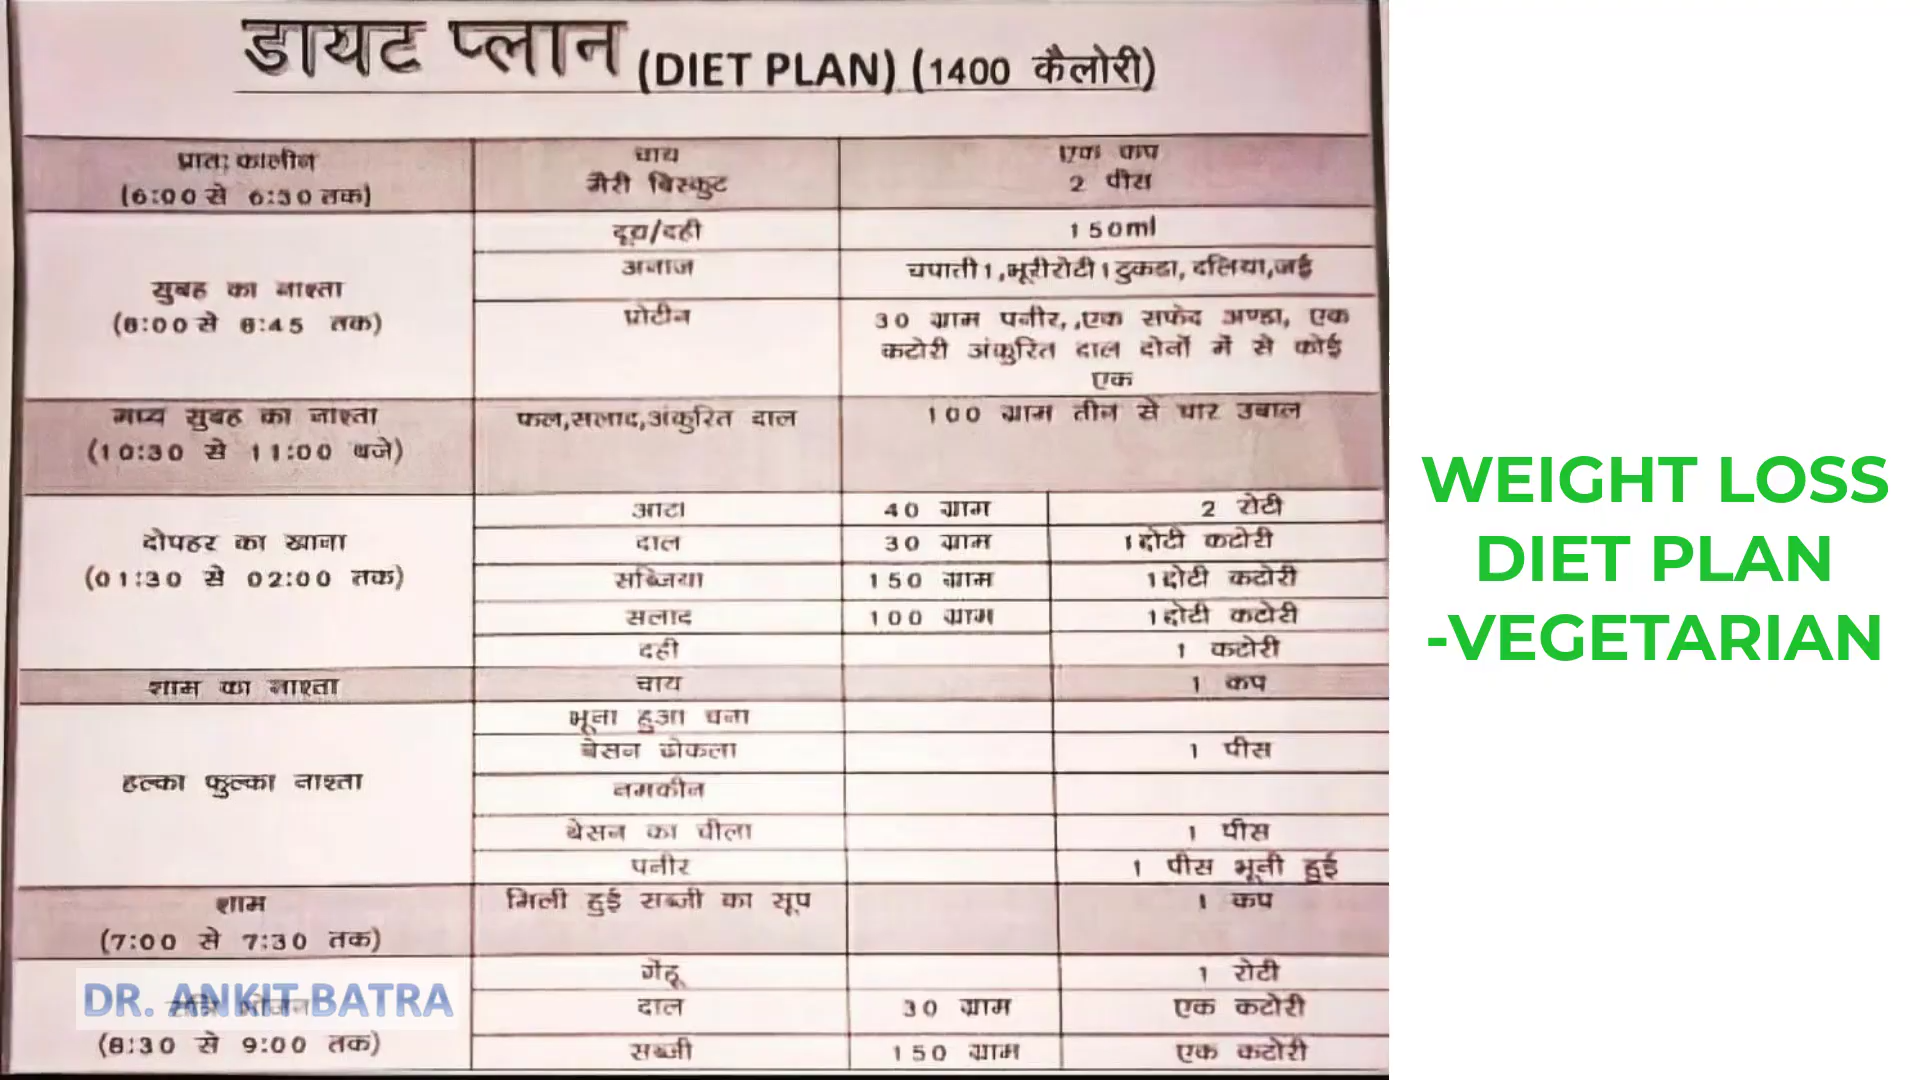 डायट प्लान (DIET PLAN) (1400 कैलोरी)
प्रातः कालीन
(6:00 से 6:30 तक)
चाय
मैरी बिस्कुट
एक कप
2 पीस
सुबह का नाश्ता
(8:00 से 8:45 तक)
दूध/दही
150ml
अनाज
चपाती 1,भूरीरोटी 1 टुकडा, दलिया,जई
प्रोटीन
30 ग्राम पनीर, ,एक सफेद अण्डा, एक
कटोरी अंकुरित दाल दोनों में से कोई
एक
मध्य सुबह का नाश्ता
(10:30 से 11:00 बजे)
फल,सलाद,अंकुरित दाल
100 ग्राम तीन से चार उबाल
दोपहर का खाना
(01:30 से 02:00 तक)
आटा
40 ग्राम
2 रोटी
दाल
30 ग्राम
1 छोटी कटोरी
सब्जिया
150 ग्राम
1 छोटी कटोरी
सलाद
100 ग्राम
1 छोटी कटोरी
दही
1 कटोरी
शाम का नाश्ता
चाय
1 कप
हल्का फुल्का नाश्ता
भूना हुआ चना
बेसन ढोकला
1 पीस
नमकीन
बेसन का चीला
1 पीस
पनीर
1 पीस भूनी हुई
शाम
(7:00 से 7:30 तक)
मिली हुई सब्जी का सूप
1 कप
DR. ANKIT BATRA
(8:30 से 9:00 तक)
गेहू
1 रोटी
दाल
30 ग्राम
एक कटोरी
सब्जी
150 ग्राम
एक कटोरी
WEIGHT LOSS
DIET PLAN
-VEGETARIAN